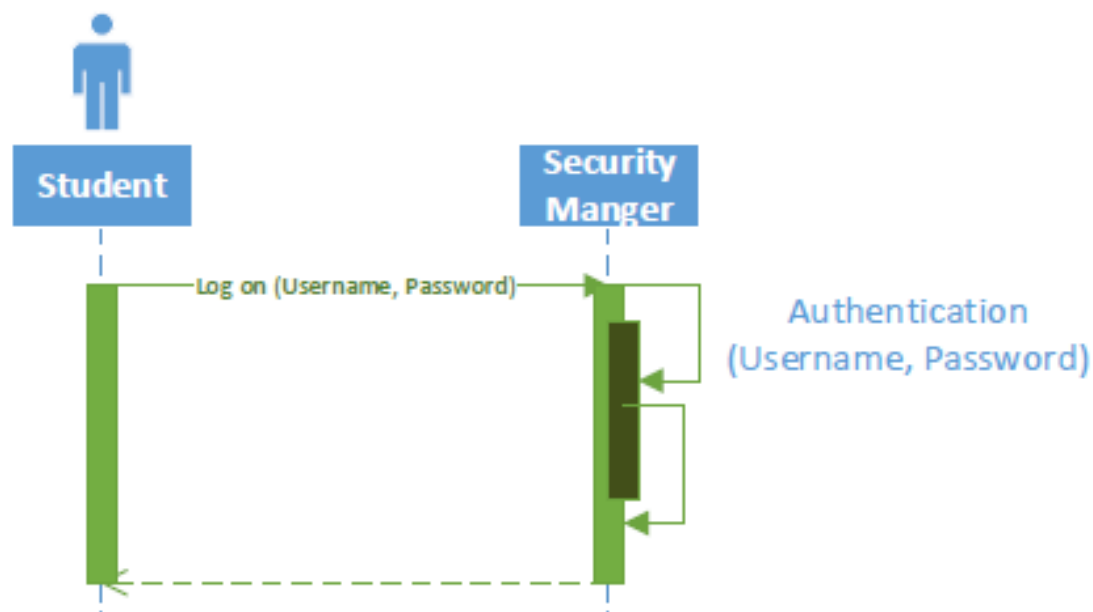 Student
Security
Manger
Log on (Username, Password)
Authentication
(Username, Password)